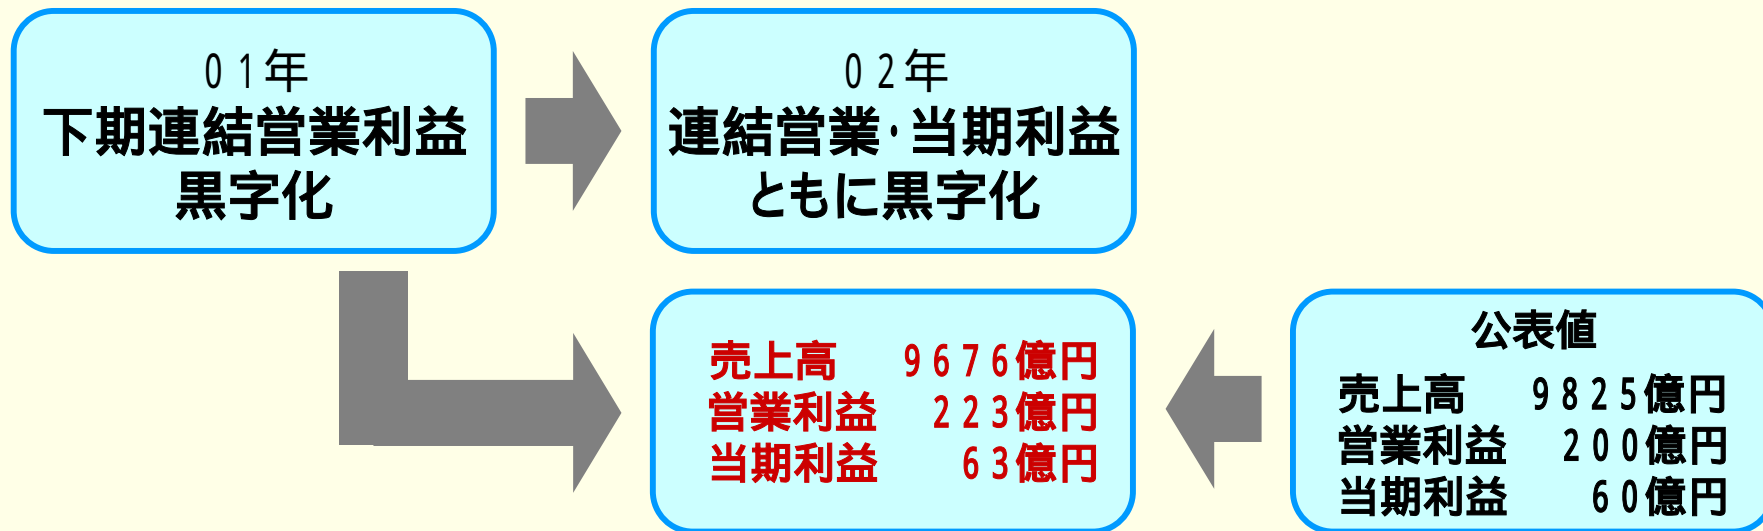 01年
下期連結営業利益
黒字化
02年
連結営業・当期利益
ともに黒字化
売上高 9676億円
営業利益 223億円
当期利益 63億円
公表値
売上高 9825億円
営業利益 200億円
当期利益 60億円